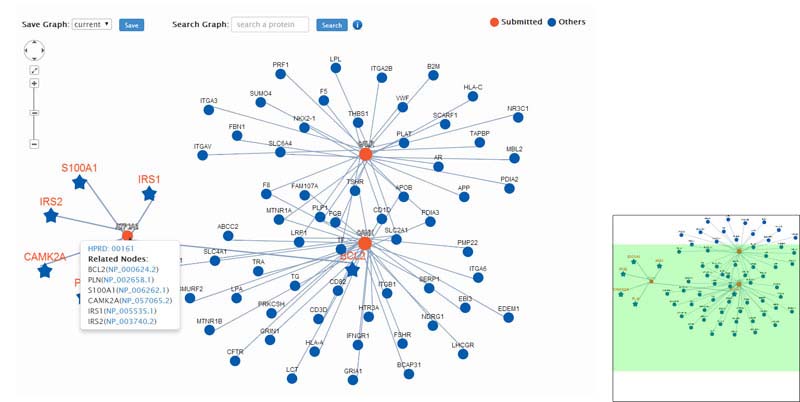 Save Graph: current Save Search Graph: search a protein Search i Submitted Others
LPL
PRF1
ITGA2B
B2M
SUMO4
F5
HLA-C
ITGA3
VWF
NR3C1
THBS1
SCARF1
NKX2-1
FBN1
PLAT
TAPBP
ITGAV
SLC6A4
MBL2
AR
S100A1
IRS1
TSHR
PDIA2
F8
FAM107A
APOB
APP
IRS2
MTNR1A
PLP1
FGB
CD1D
PDIA3
ABCC2
LRP1
TF
SLC2A1
PMP22
CAMK2A
SLC4A1
TRA
BCL2
ITGA6
TG
CD82
ITGB1
SERP1
SMURF2
LPA
PRKCSH
EBI3
EDEM1
MTNR1B
CD3D
HTR3A
NDRG1
GRIN1
IFNGR1
FSHR
CFTR
HLA-A
LHCGR
LCT
GRIA1
BCAP31
HPRD: 00161
Related Nodes:
BCL2(NP_000624.2)
PLN(NP_002658.1)
S100A1(NP_006262.1)
CAMK2A(NP_057065.2)
IRS1(NP_005535.1)
IRS2(NP_003740.2)